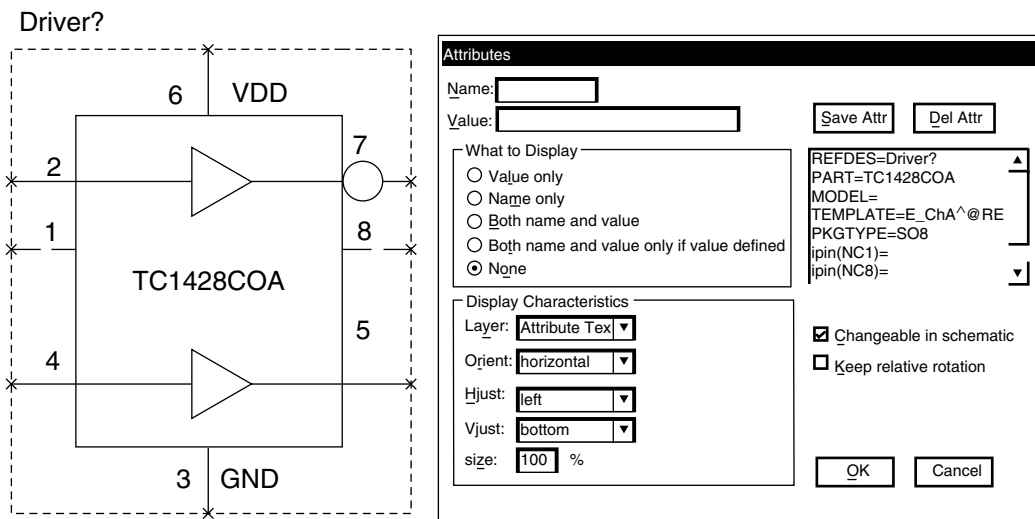 Driver?
6 VDD
2 7
1 8
TC1428COA
5
4
3 GND
Attributes
Name:
Value:
Save Attr Del Attr
What to Display
Value only
Name only
Both name and value
Both name and value only if value defined
None
REFDES=Driver?
PART=TC1428COA
MODEL=
TEMPLATE=E_ChA^@RE
PKGTYPE=SO8
ipin(NC1)=
ipin(NC8)=
Display Characteristics
Layer: Attribute Tex
Orient: horizontal
Hjust: left
Vjust: bottom
size: 100 %
Changeable in schematic
Keep relative rotation
OK Cancel